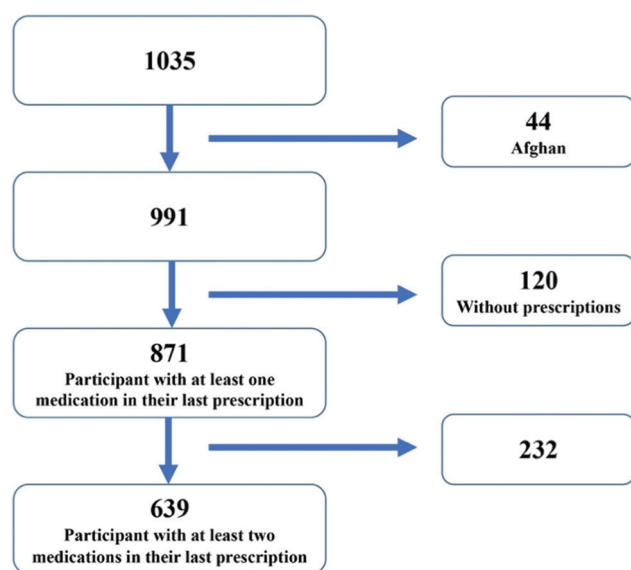 1035
44
Afghan
991
120
Without prescriptions
871
Participant with at least one
medication in their last prescription
232
639
Participant with at least two
medications in their last prescription